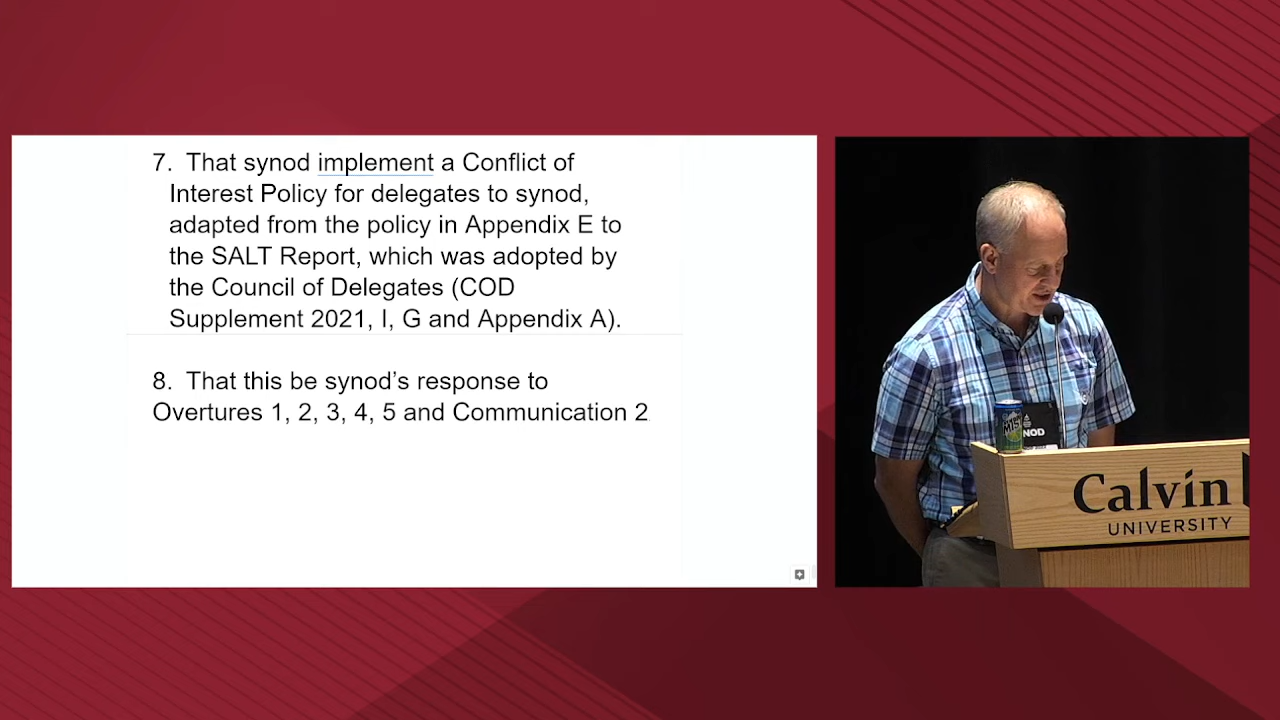 7. That synod implement a Conflict of
Interest Policy for delegates to synod,
adapted from the policy in Appendix E to
the SALT Report, which was adopted by
the Council of Delegates (COD
Supplement 2021, I, G and Appendix A).
8. That this be synod’s response to
Overtures 1, 2, 3, 4, 5 and Communication 2
MIST
NOD
Calvin
UNIVERSITY